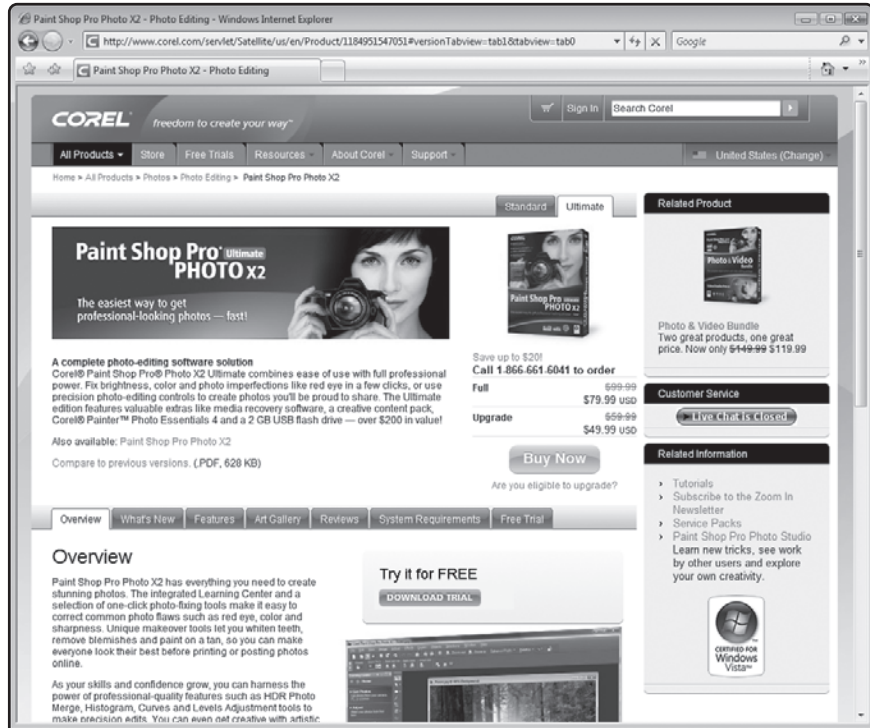 Paint Shop Pro Photo X2 - Photo Editing - Windows Internet Explorer
http://www.corel.com/servlet/Satellite/us/en/Product/1184951547051#versionTabview=tab1&tabview=tab0
Google
Paint Shop Pro Photo X2 - Photo Editing
COREL freedom to create your way™
Sign In
Search Corel
All Products Store Free Trials Resources About Corel Support
United States (Change)
Home > All Products > Photos > Photo Editing > Paint Shop Pro Photo X2
Standard Ultimate
Paint Shop Pro Ultimate
PHOTO X2
The easiest way to get
professional-looking photos — fast!
Paint Shop Pro
PHOTO X2
A complete photo-editing software solution
Corel® Paint Shop Pro® Photo X2 Ultimate combines ease of use with full professional
power. Fix brightness, color and photo imperfections like red eye in a few clicks, or use
precision photo-editing controls to create photos you'll be proud to share. The Ultimate
edition features valuable extras like media recovery software, a creative content pack,
Corel® Painter™ Photo Essentials 4 and a 2 GB USB flash drive — over $200 in value!
Also available: Paint Shop Pro Photo X2
Compare to previous versions. (.PDF, 628 KB)
Save up to $20!
Call 1-866-661-6041 to order
Full $99.99
$79.99 USD
Upgrade $59.99
$49.99 USD
Buy Now
Are you eligible to upgrade?
Related Product
Photo & Video
Bundle
Photo & Video Bundle
Two great products, one great
price. Now only $149.99 $119.99
Customer Service
Live Chat is Closed
Related Information
Tutorials
Subscribe to the Zoom In
Newsletter
Service Packs
Paint Shop Pro Photo Studio
Learn new tricks, see work
by other users and explore
your own creativity.
CERTIFIED FOR
Windows
Vista™
Overview What's New Features Art Gallery Reviews System Requirements Free Trial
Overview
Paint Shop Pro Photo X2 has everything you need to create
stunning photos. The integrated Learning Center and a
selection of one-click photo-fixing tools make it easy to
correct common photo flaws such as red eye, color and
sharpness. Unique makeover tools let you whiten teeth,
remove blemishes and paint on a tan, so you can make
everyone look their best before printing or posting photos
online.
As your skills and confidence grow, you can harness the
power of professional-quality features such as HDR Photo
Merge, Histogram, Curves and Levels Adjustment tools to
make precision edits. You can even get creative with artistic
Try it for FREE
DOWNLOAD TRIAL